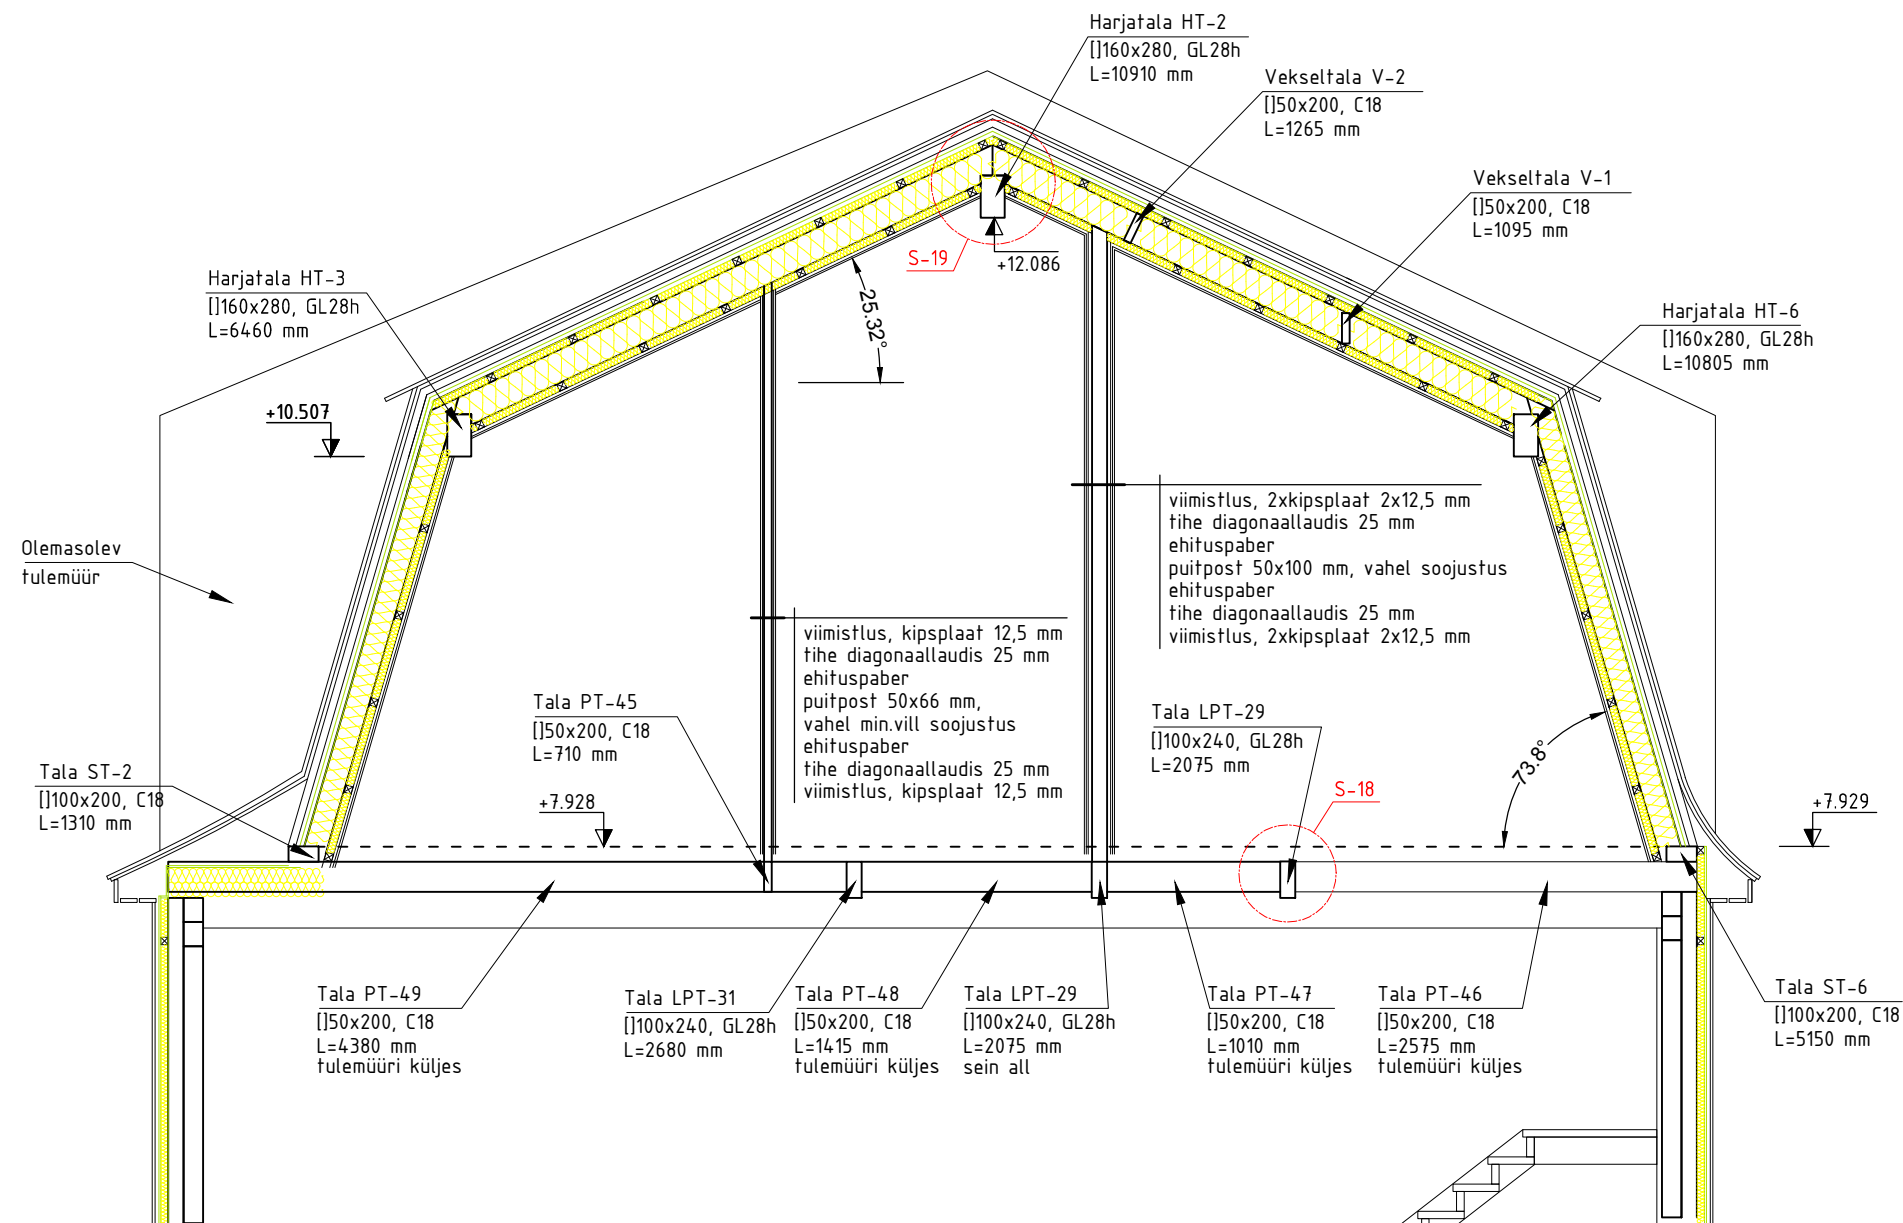 Harjatala HT-2
[]160x280, GL28h
L=10910 mm
Vekseltala V-2
[]50x200, C18
L=1265 mm
Vekseltala V-1
[]50x200, C18
L=1095 mm
S-19
+12.086
Harjatala HT-3
[]160x280, GL28h
L=6460 mm
25.32°
Harjatala HT-6
[]160x280, GL28h
L=10805 mm
+10.507
viimistlus, 2xkipsplaat 2x12,5 mm
tihe diagonaallaudis 25 mm
ehituspaber
puitpost 50x100 mm, vahel soojustus
ehituspaber
tihe diagonaallaudis 25 mm
viimistlus, 2xkipsplaat 2x12,5 mm
Olemasolev
tulemüür
viimistlus, kipsplaat 12,5 mm
tihe diagonaallaudis 25 mm
ehituspaber
puitpost 50x66 mm,
vahel min.vill soojustus
ehituspaber
tihe diagonaallaudis 25 mm
viimistlus, kipsplaat 12,5 mm
Tala PT-45
[]50x200, C18
L=710 mm
Tala LPT-29
[]100x240, GL28h
L=2075 mm
73.8°
Tala ST-2
[]100x200, C18
L=1310 mm
+7.928
S-18
+7.929
Tala PT-49
[]50x200, C18
L=4380 mm
tulemüüri küljes
Tala LPT-31
[]100x240, GL28h
L=2680 mm
Tala PT-48
[]50x200, C18
L=1415 mm
tulemüüri küljes
Tala LPT-29
[]100x240, GL28h
L=2075 mm
sein all
Tala PT-47
[]50x200, C18
L=1010 mm
tulemüüri küljes
Tala PT-46
[]50x200, C18
L=2575 mm
tulemüüri küljes
Tala ST-6
[]100x200, C18
L=5150 mm